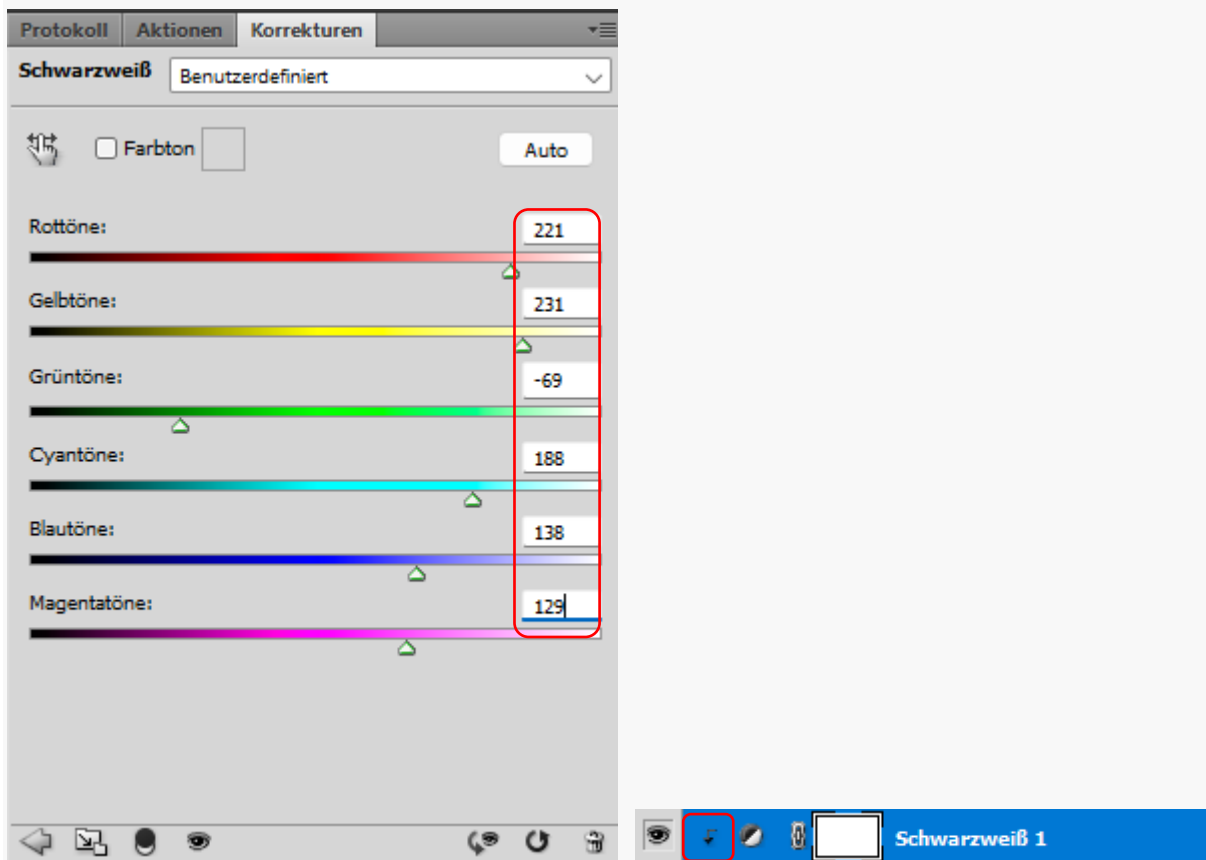 Protokoll Aktionen Korrekturen
Schwarzweiß Benutzerdefiniert
Farbton Auto
Rottöne: 221
Gelbtöne: 231
Grüntöne: -69
Cyantöne: 188
Blautöne: 138
Magentatöne: 129
Schwarzweiß 1